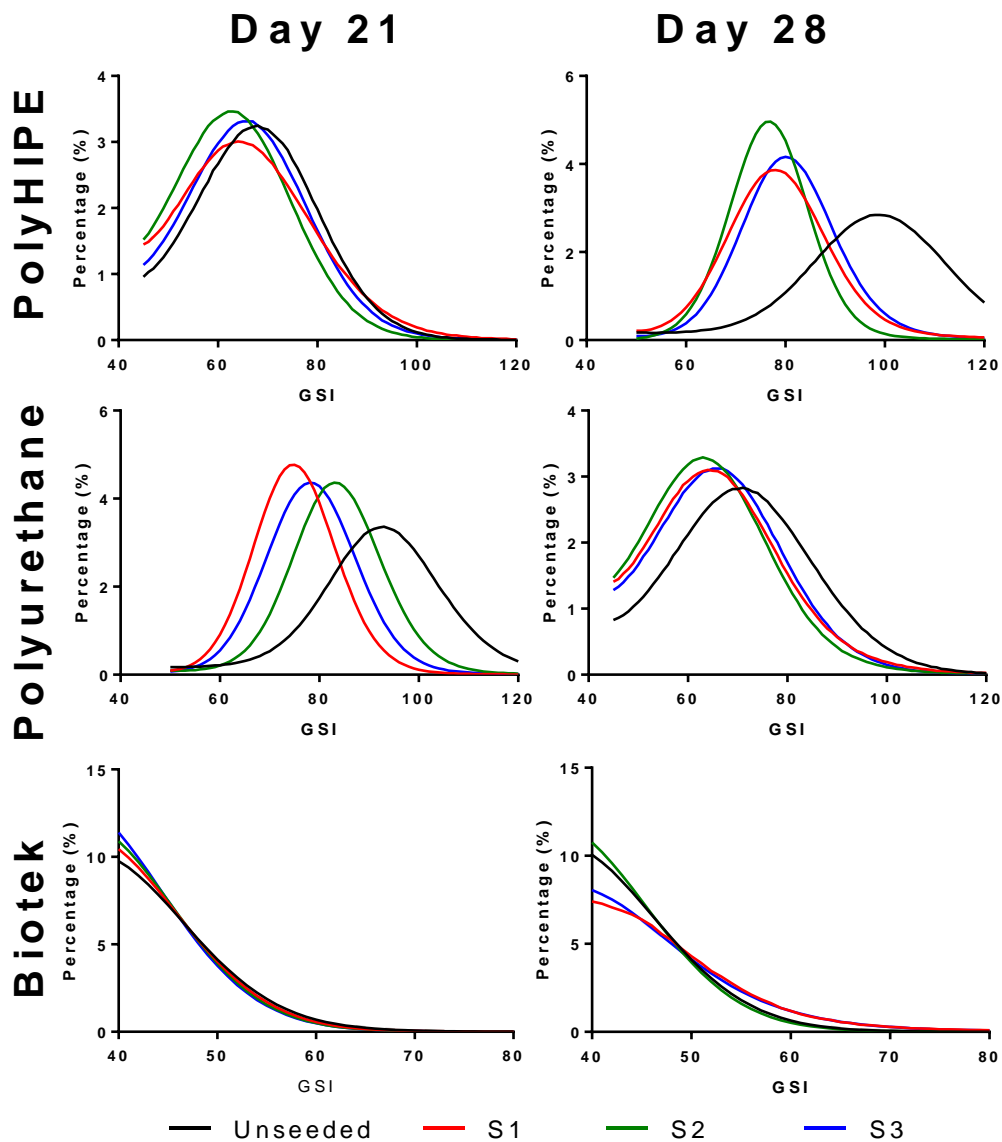 Day 21
Day 28
PolyHIPE
Percentage (%)
4
3
2
1
0
40 60 80 100 120
GSI
Percentage (%)
6
4
2
0
40 60 80 100 120
GSI
Polyurethane
Percentage (%)
6
4
2
0
40 60 80 100 120
GSI
Percentage (%)
4
3
2
1
0
40 60 80 100 120
GSI
Biotek
Percentage (%)
15
10
5
0
40 50 60 70 80
GSI
Percentage (%)
15
10
5
0
40 50 60 70 80
GSI
Unseeded S1 S2 S3